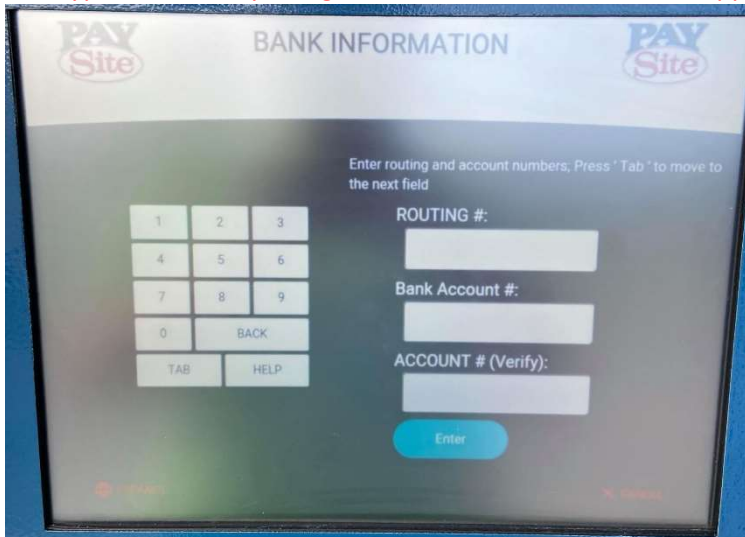 PAY
Site
BANK INFORMATION
PAY
Site
Enter routing and account numbers; Press ' Tab ' to move to
the next field
1 2 3
4 5 6
7 8 9
0 BACK
TAB HELP
ROUTING #:
Bank Account #:
ACCOUNT # (Verify):
Enter